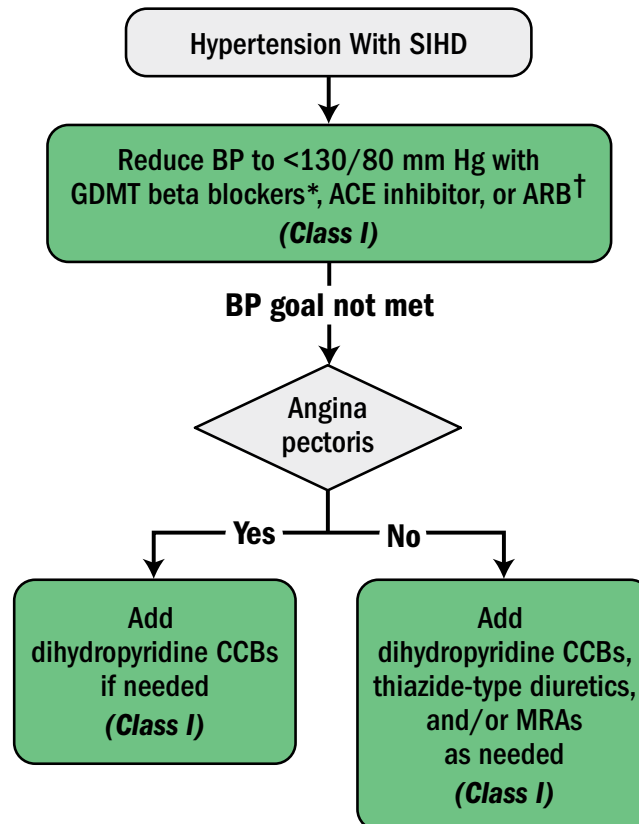 Hypertension With SIHD
Reduce BP to <130/80 mm Hg with
GDMT beta blockers*, ACE inhibitor, or ARB†
(Class I)
BP goal not met
Angina
pectoris
Yes
No
Add
dihydropyridine CCBs
if needed
(Class I)
Add
dihydropyridine CCBs,
thiazide-type diuretics,
and/or MRAs
as needed
(Class I)